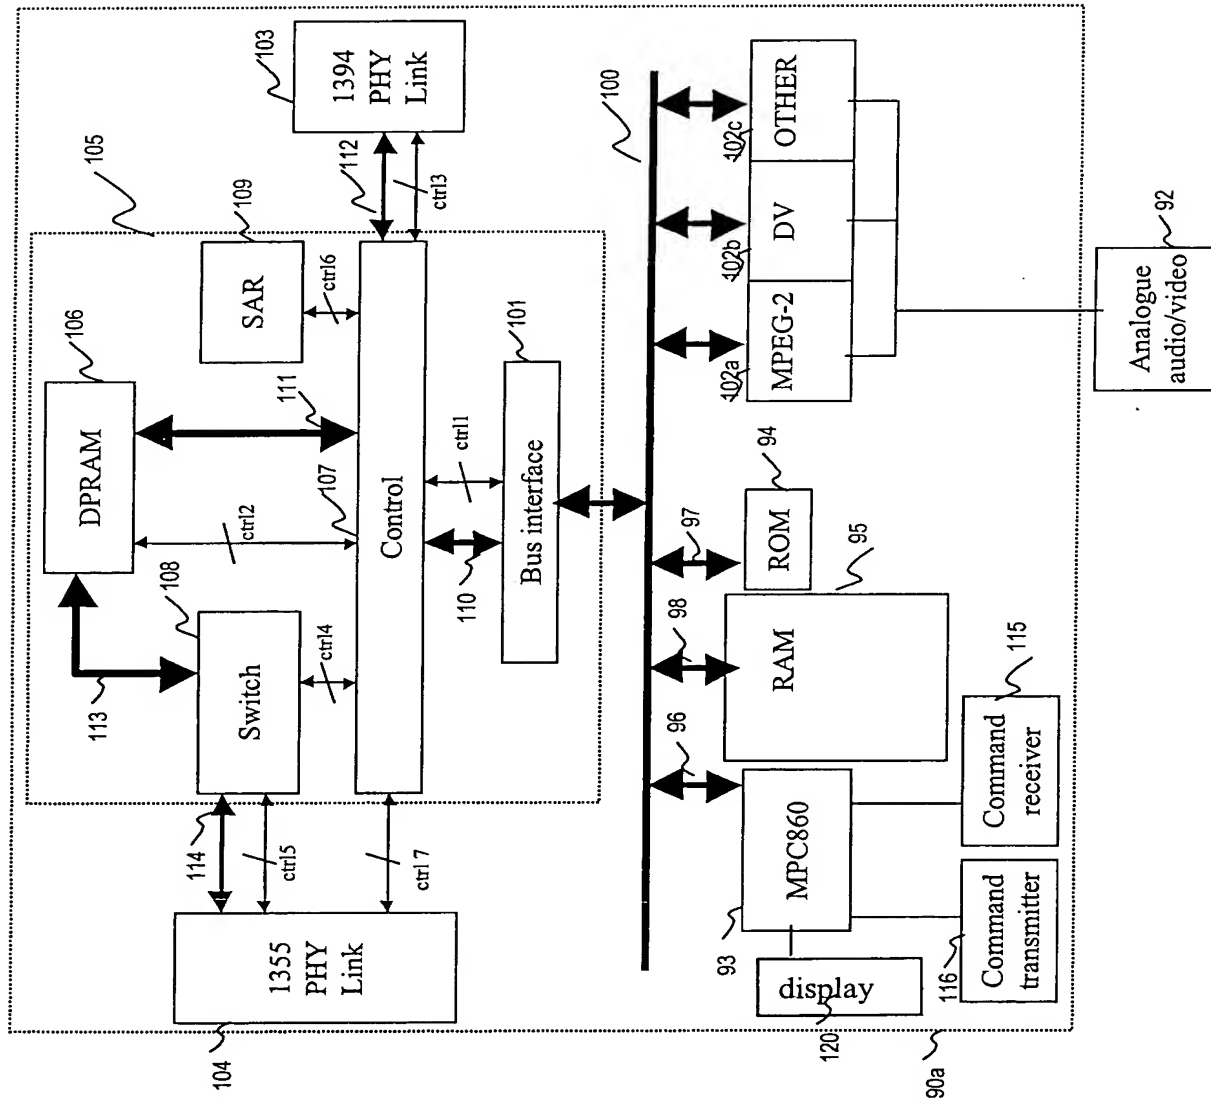 103
1394
PHY
Link
105
112
ctrl3
109
SAR
ctrl6
106
DPRAM
111
107
ctrl2
Control
101
ctrl1
Bus interface
110
108
Switch
ctrl4
113
114
ctrl5
ctrl 7
1355
PHY
Link
104
100
102c
OTHER
102b
DV
102a
MPEG-2
92
Analogue
audio/video
94
ROM
97
95
RAM
98
96
MPC860
93
115
Command
receiver
116
Command
transmitter
display
120
90a